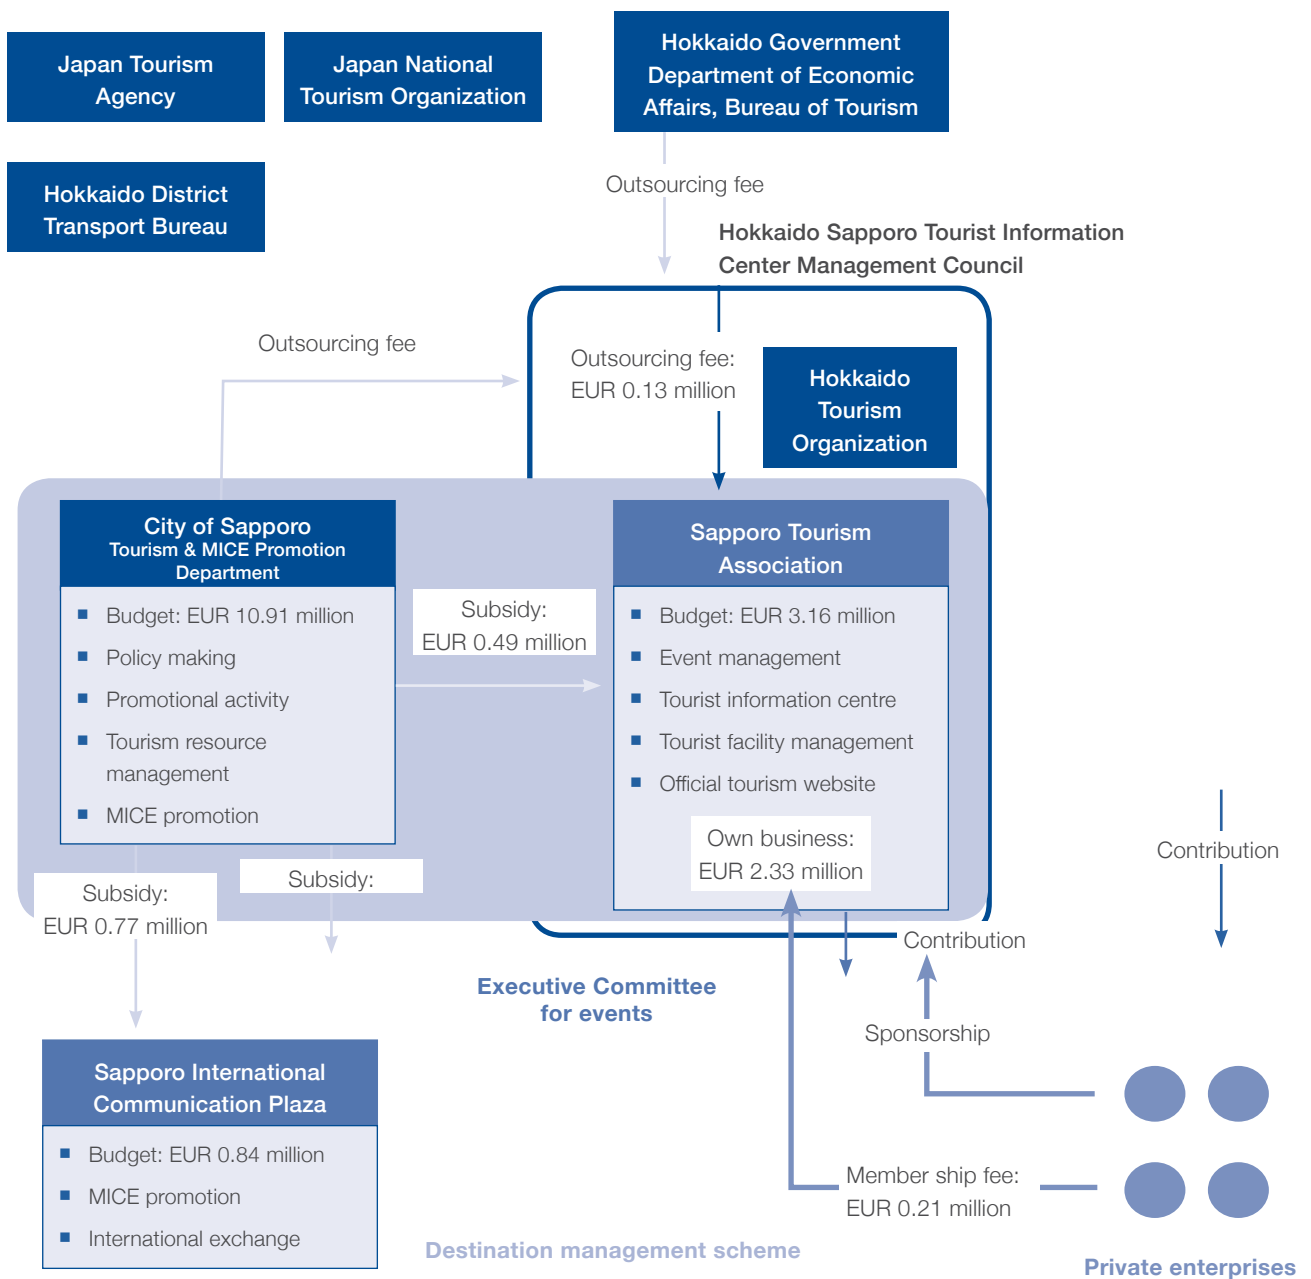 Japan Tourism
Agency
Japan National
Tourism Organization
Hokkaido Government
Department of Economic
Affairs, Bureau of Tourism
Hokkaido District
Transport Bureau
Outsourcing fee
Hokkaido Sapporo Tourist Information
Center Management Council
Outsourcing fee
Outsourcing fee:
EUR 0.13 million
Hokkaido
Tourism
Organization
City of Sapporo
Tourism & MICE Promotion
Department
Budget: EUR 10.91 million
Policy making
Promotional activity
Tourism resource
management
MICE promotion
Subsidy:
EUR 0.49 million
Sapporo Tourism
Association
Budget: EUR 3.16 million
Event management
Tourist information centre
Tourist facility management
Official tourism website
Own business:
EUR 2.33 million
Contribution
Subsidy:
EUR 0.77 million
Subsidy:
Contribution
Executive Committee
for events
Sponsorship
Sapporo International
Communication Plaza
Budget: EUR 0.84 million
MICE promotion
International exchange
Member ship fee:
EUR 0.21 million
Destination management scheme
Private enterprises